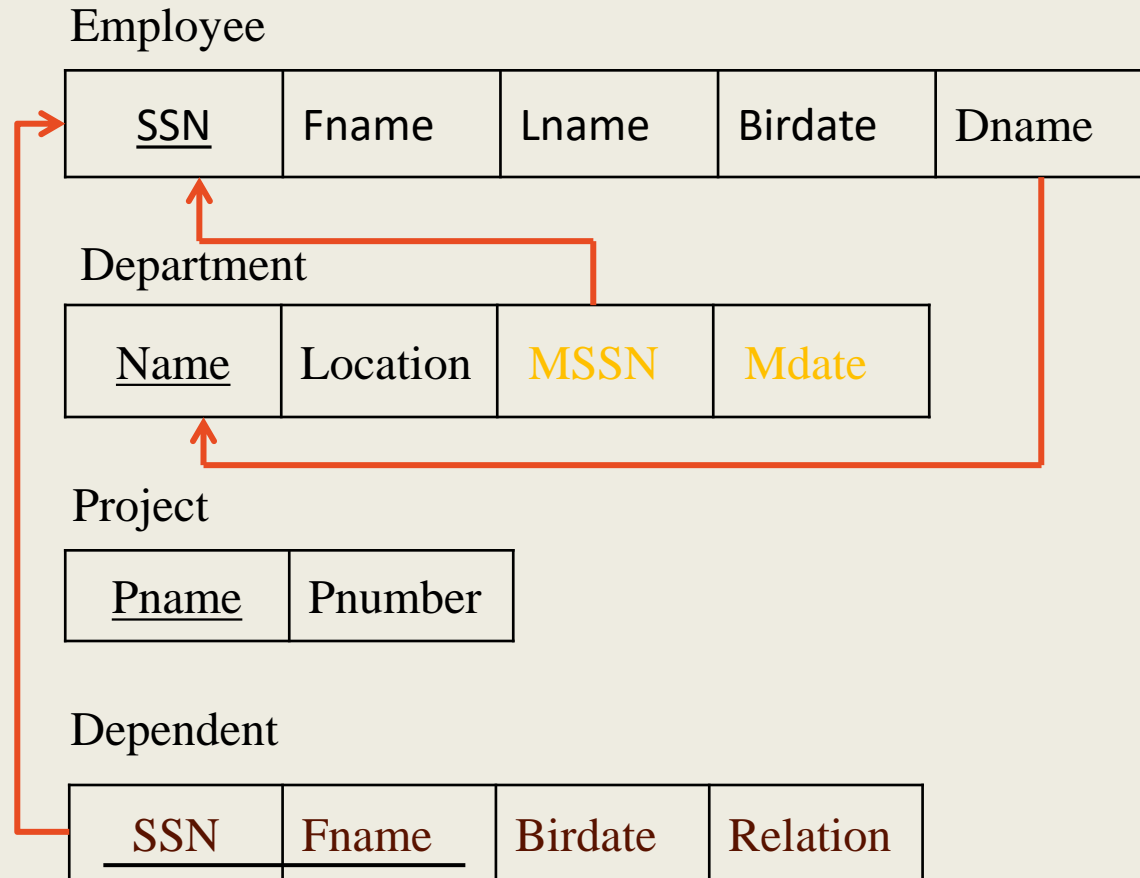 Employee
SSN Fname Lname Birdate Dname
Department
Name Location MSSN Mdate
Project
Pname Pnumber
Dependent
SSN Fname Birdate Relation